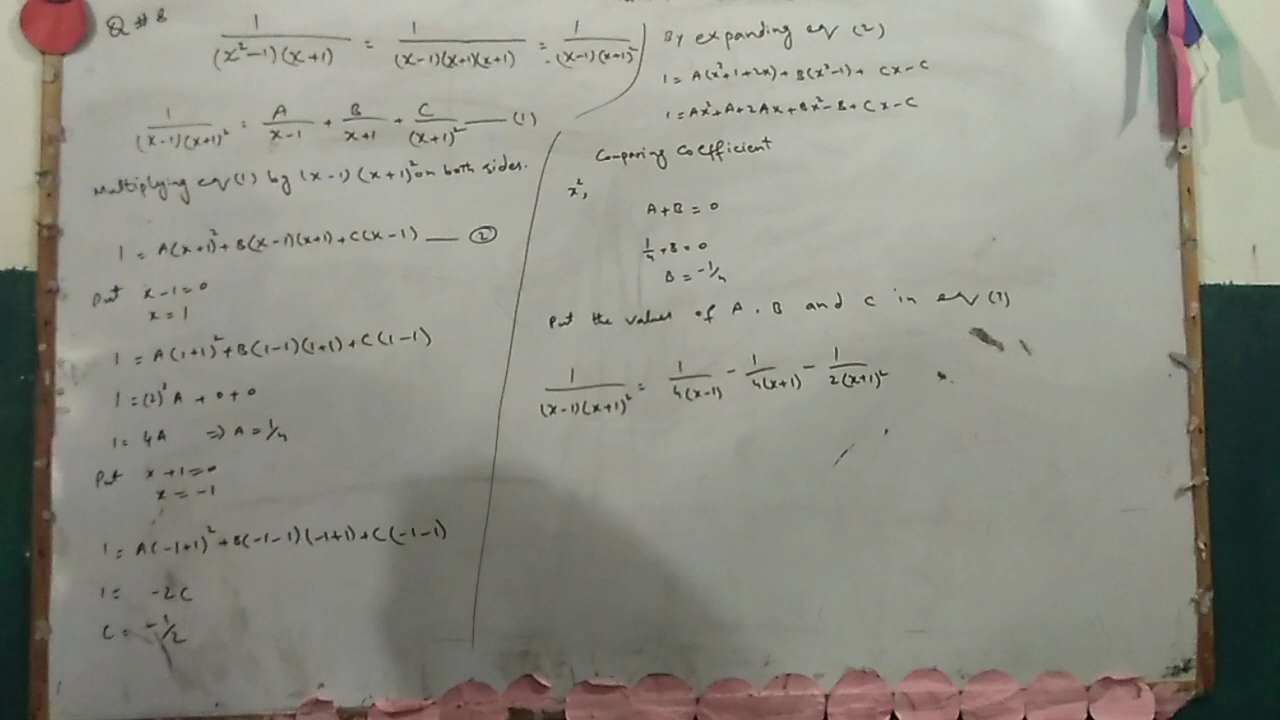 Q # 8
1/((x²-1)(x+1)) = 1/((x-1)(x+1)(x+1)) = 1/((x-1)(x+1)²)
1/((x-1)(x+1)²) = A/(x-1) + B/(x+1) + C/(x+1)² — (1)
Multiplying eq (1) by (x-1)(x+1)² on both sides.
1 = A(x+1)² + B(x-1)(x+1) + C(x-1) — ②
Put x-1=0
x=1
1 = A(1+1)² + B(1-1)(1+1) + C(1-1)
1 = (2)²A + 0 + 0
1 = 4A ⇒ A = 1/4
Put x+1=0
x = -1
1 = A(-1+1)² + B(-1-1)(-1+1) + C(-1-1)
1 = -2C
C = -1/2
By expanding eq (2)
1 = A(x²+1+2x) + B(x²-1) + Cx-C
1 = Ax²+A+2Ax+Bx²-B+Cx-C
Comparing Coefficient
x²,
A+B = 0
1/4+B = 0
B = -1/4
Put the values of A, B and C in eq (1)
1/((x-1)(x+1)²) = 1/(4(x-1)) - 1/(4(x+1)) - 1/(2(x+1)²)